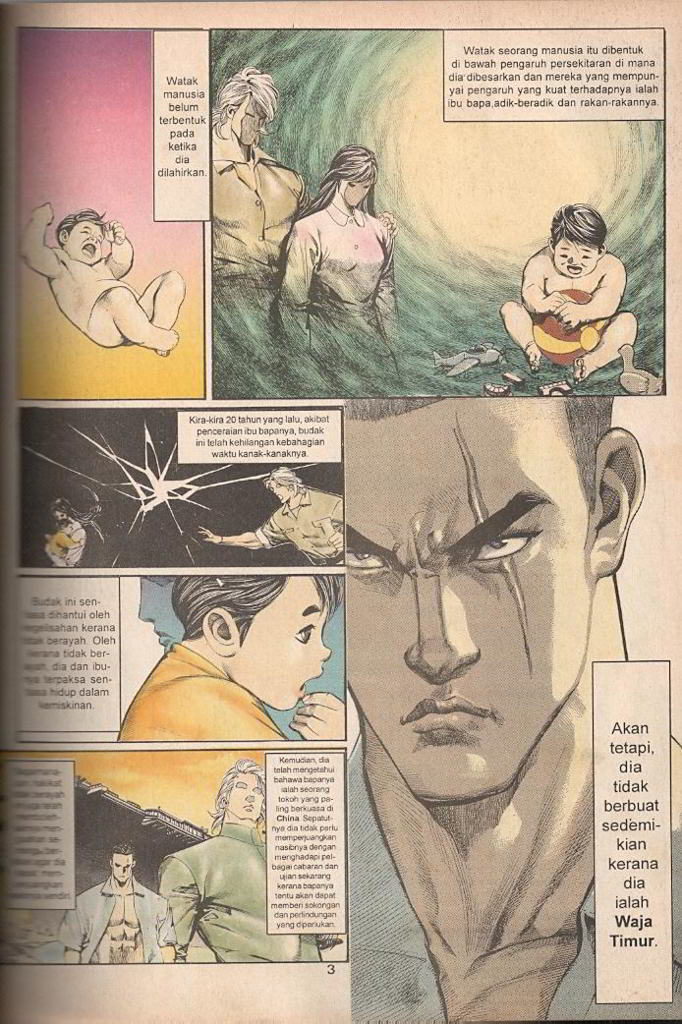 Watak
manusia
belum
terbentuk
pada
ketika
dia
dilahirkan.
Watak seorang manusia itu dibentuk
di bawah pengaruh persekitaran di mana
dia dibesarkan dan mereka yang mempun-
yai pengaruh yang kuat terhadapnya ialah
ibu bapa,adik-beradik dan rakan-rakannya.
Kira-kira 20 tahun yang lalu, akibat
penceraian ibu bapanya, budak
ini telah kehilangan kebahagian
waktu kanak-kanaknya.
Budak ini sen-
dihantui oleh
kerana
berayah. Oleh
kerana tidak ber-
dia dan ibu-
terpaksa sen-
hidup dalam
kemiskinan.
Kemudian, dia
telah mengetahui
bahawa bapanya
ialah seorang
tokoh yang pa-
ling berkuasa di
China. Sepatut-
nya dia tidak perlu
memperjuangkan
nasibnya dengan
menghadapi pel-
bagai cabaran dan
ujian sekarang
kerana bapanya
tentu akan dapat
memberi sokongan
dan perlindungan
yang diperlukan.
Akan
tetapi,
dia
tidak
berbuat
sedemi-
kian
kerana
dia
ialah
Waja
Timur.
3